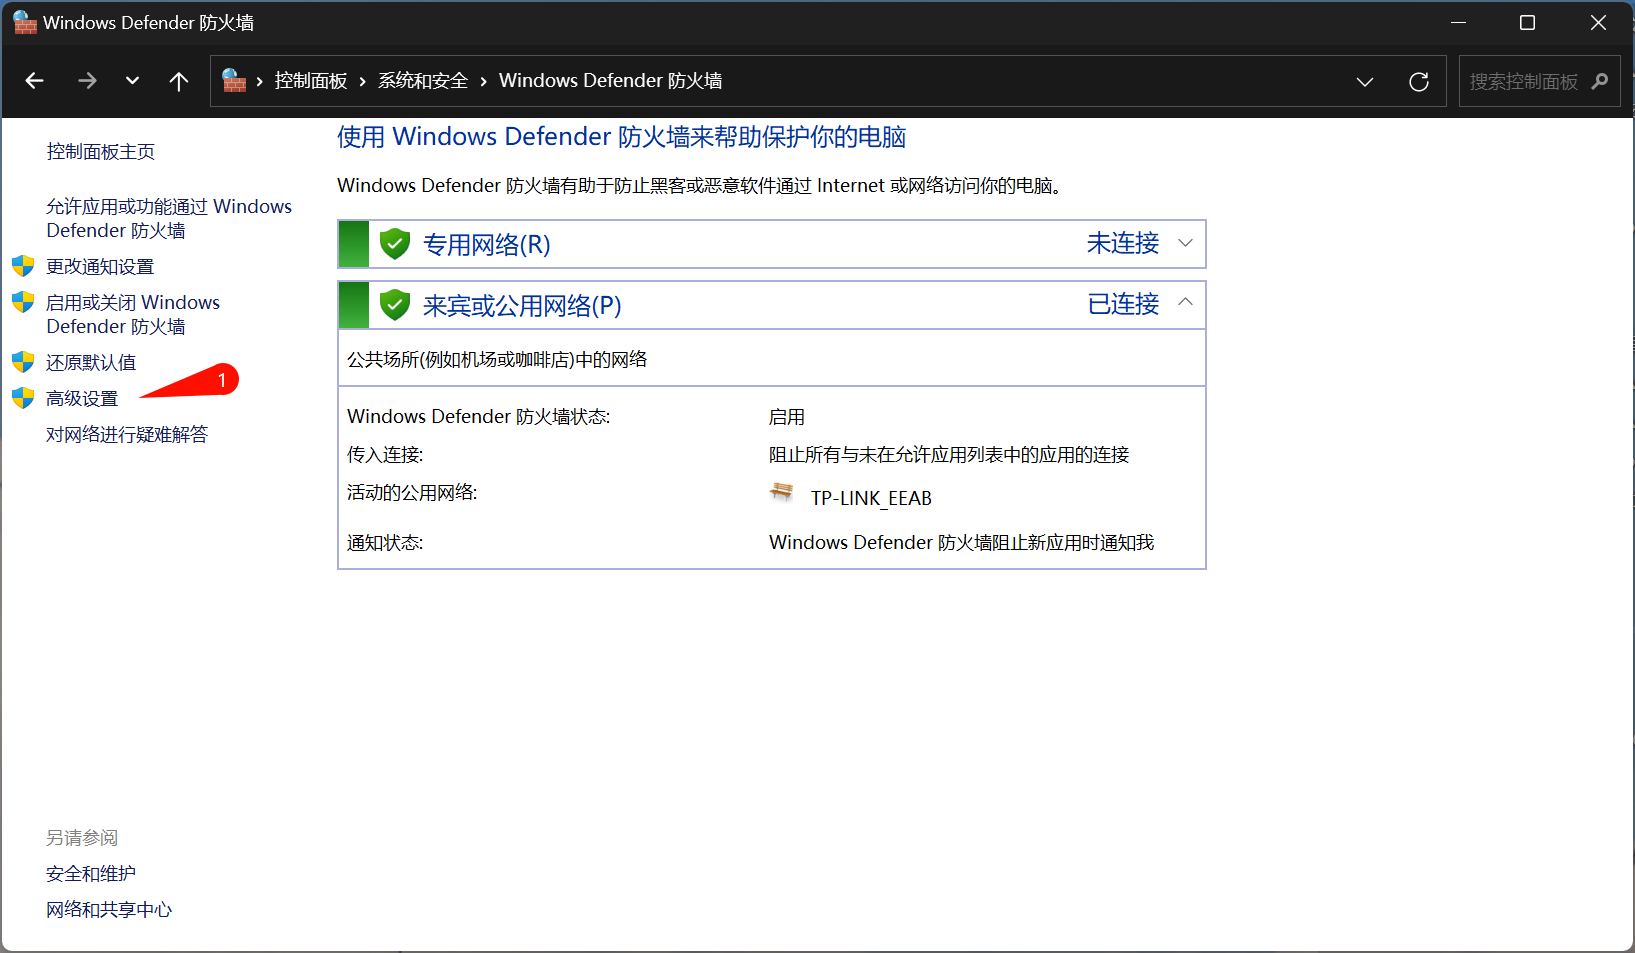 Windows Defender 防火墙
控制面板 › 系统和安全 › Windows Defender 防火墙
搜索控制面板
控制面板主页
允许应用或功能通过 Windows
Defender 防火墙
更改通知设置
启用或关闭 Windows
Defender 防火墙
还原默认值
高级设置
1
对网络进行疑难解答
使用 Windows Defender 防火墙来帮助保护你的电脑
Windows Defender 防火墙有助于防止黑客或恶意软件通过 Internet 或网络访问你的电脑。
专用网络(R) 未连接
来宾或公用网络(P) 已连接
公共场所(例如机场或咖啡店)中的网络
Windows Defender 防火墙状态: 启用
传入连接: 阻止所有与未在允许应用列表中的应用的连接
活动的公用网络: TP-LINK_EEAB
通知状态: Windows Defender 防火墙阻止新应用时通知我
另请参阅
安全和维护
网络和共享中心